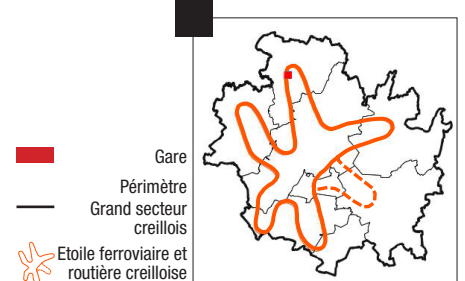 Gare
Périmètre
Grand secteur
creillois
Etoile ferroviaire et
routière creilloise